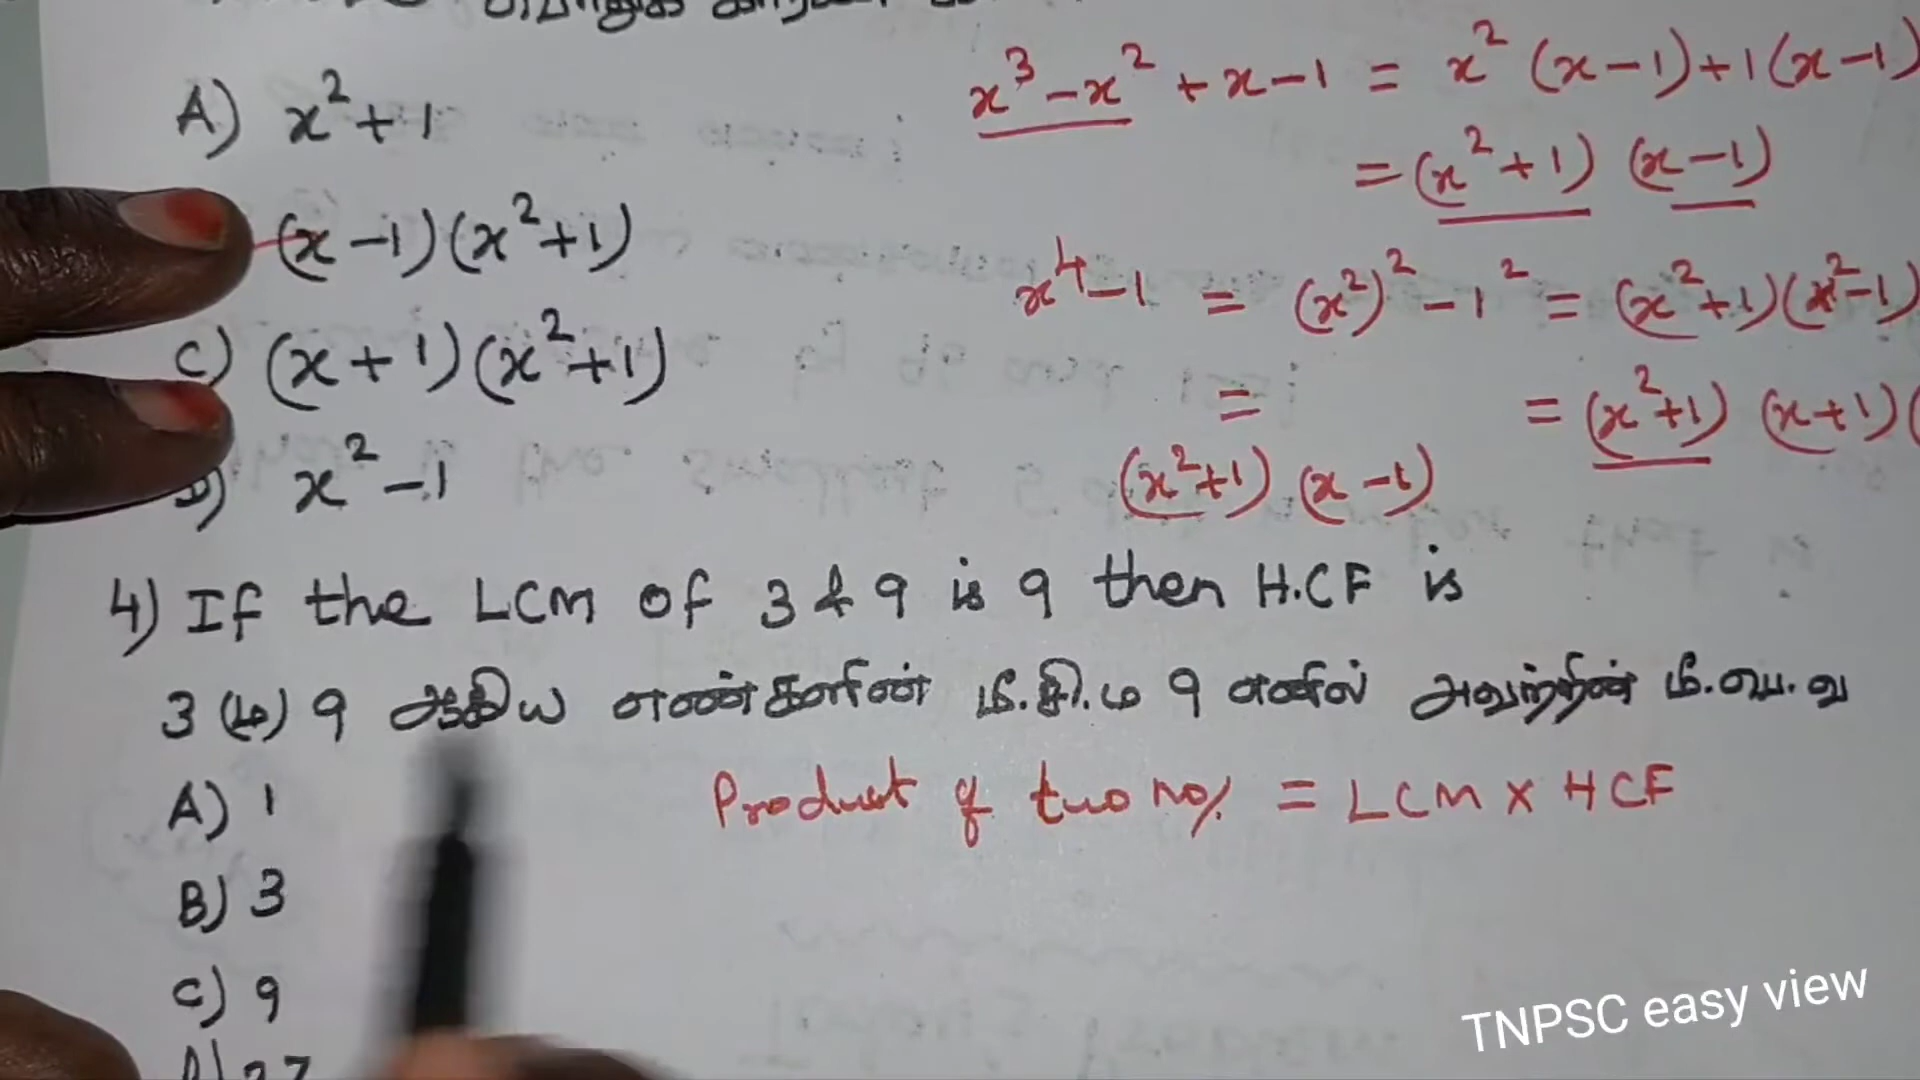 A) x² + 1
(x - 1) (x² + 1)
C) (x + 1) (x² + 1)
D) x² - 1
x³ - x² + x - 1 = x² (x - 1) + 1 (x - 1)
= (x² + 1) (x - 1)
x⁴ - 1 = (x²)² - 1² = (x² + 1) (x² - 1)
= = (x² + 1) (x + 1) (
(x² + 1) (x - 1)
4) If the LCM of 3 & 9 is 9 then H.CF is
3 (ம) 9 ஆகிய எண்களின் மீ.சி.ம 9 எனில் அவற்றின் மீ.பெ.வ
A) 1
Product of two no/. = LCM X HCF
B) 3
C) 9
D) 27
TNPSC easy view